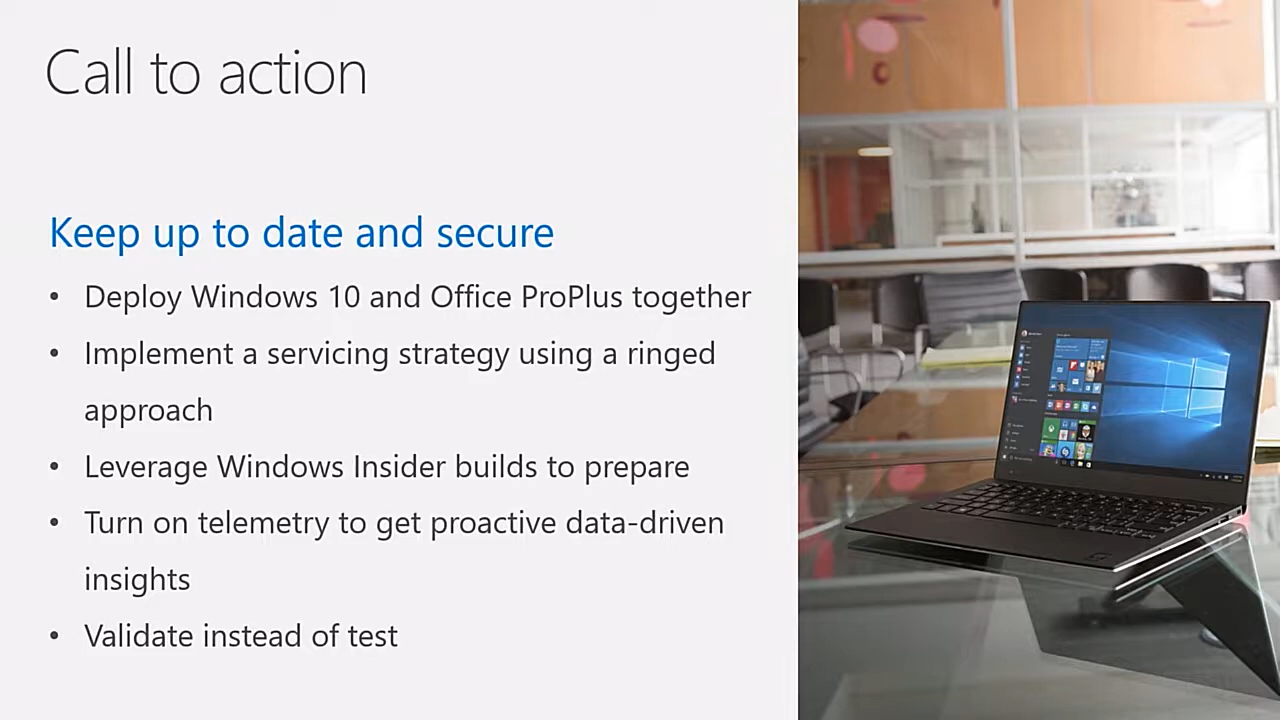 Call to action
Keep up to date and secure
• Deploy Windows 10 and Office ProPlus together
• Implement a servicing strategy using a ringed
approach
• Leverage Windows Insider builds to prepare
• Turn on telemetry to get proactive data-driven
insights
• Validate instead of test